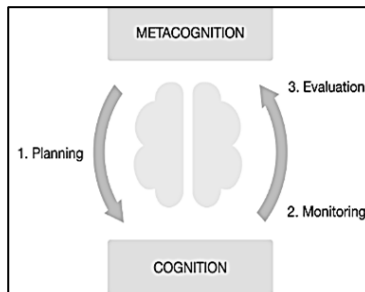 METACOGNITION
3. Evaluation
1. Planning
2. Monitoring
COGNITION